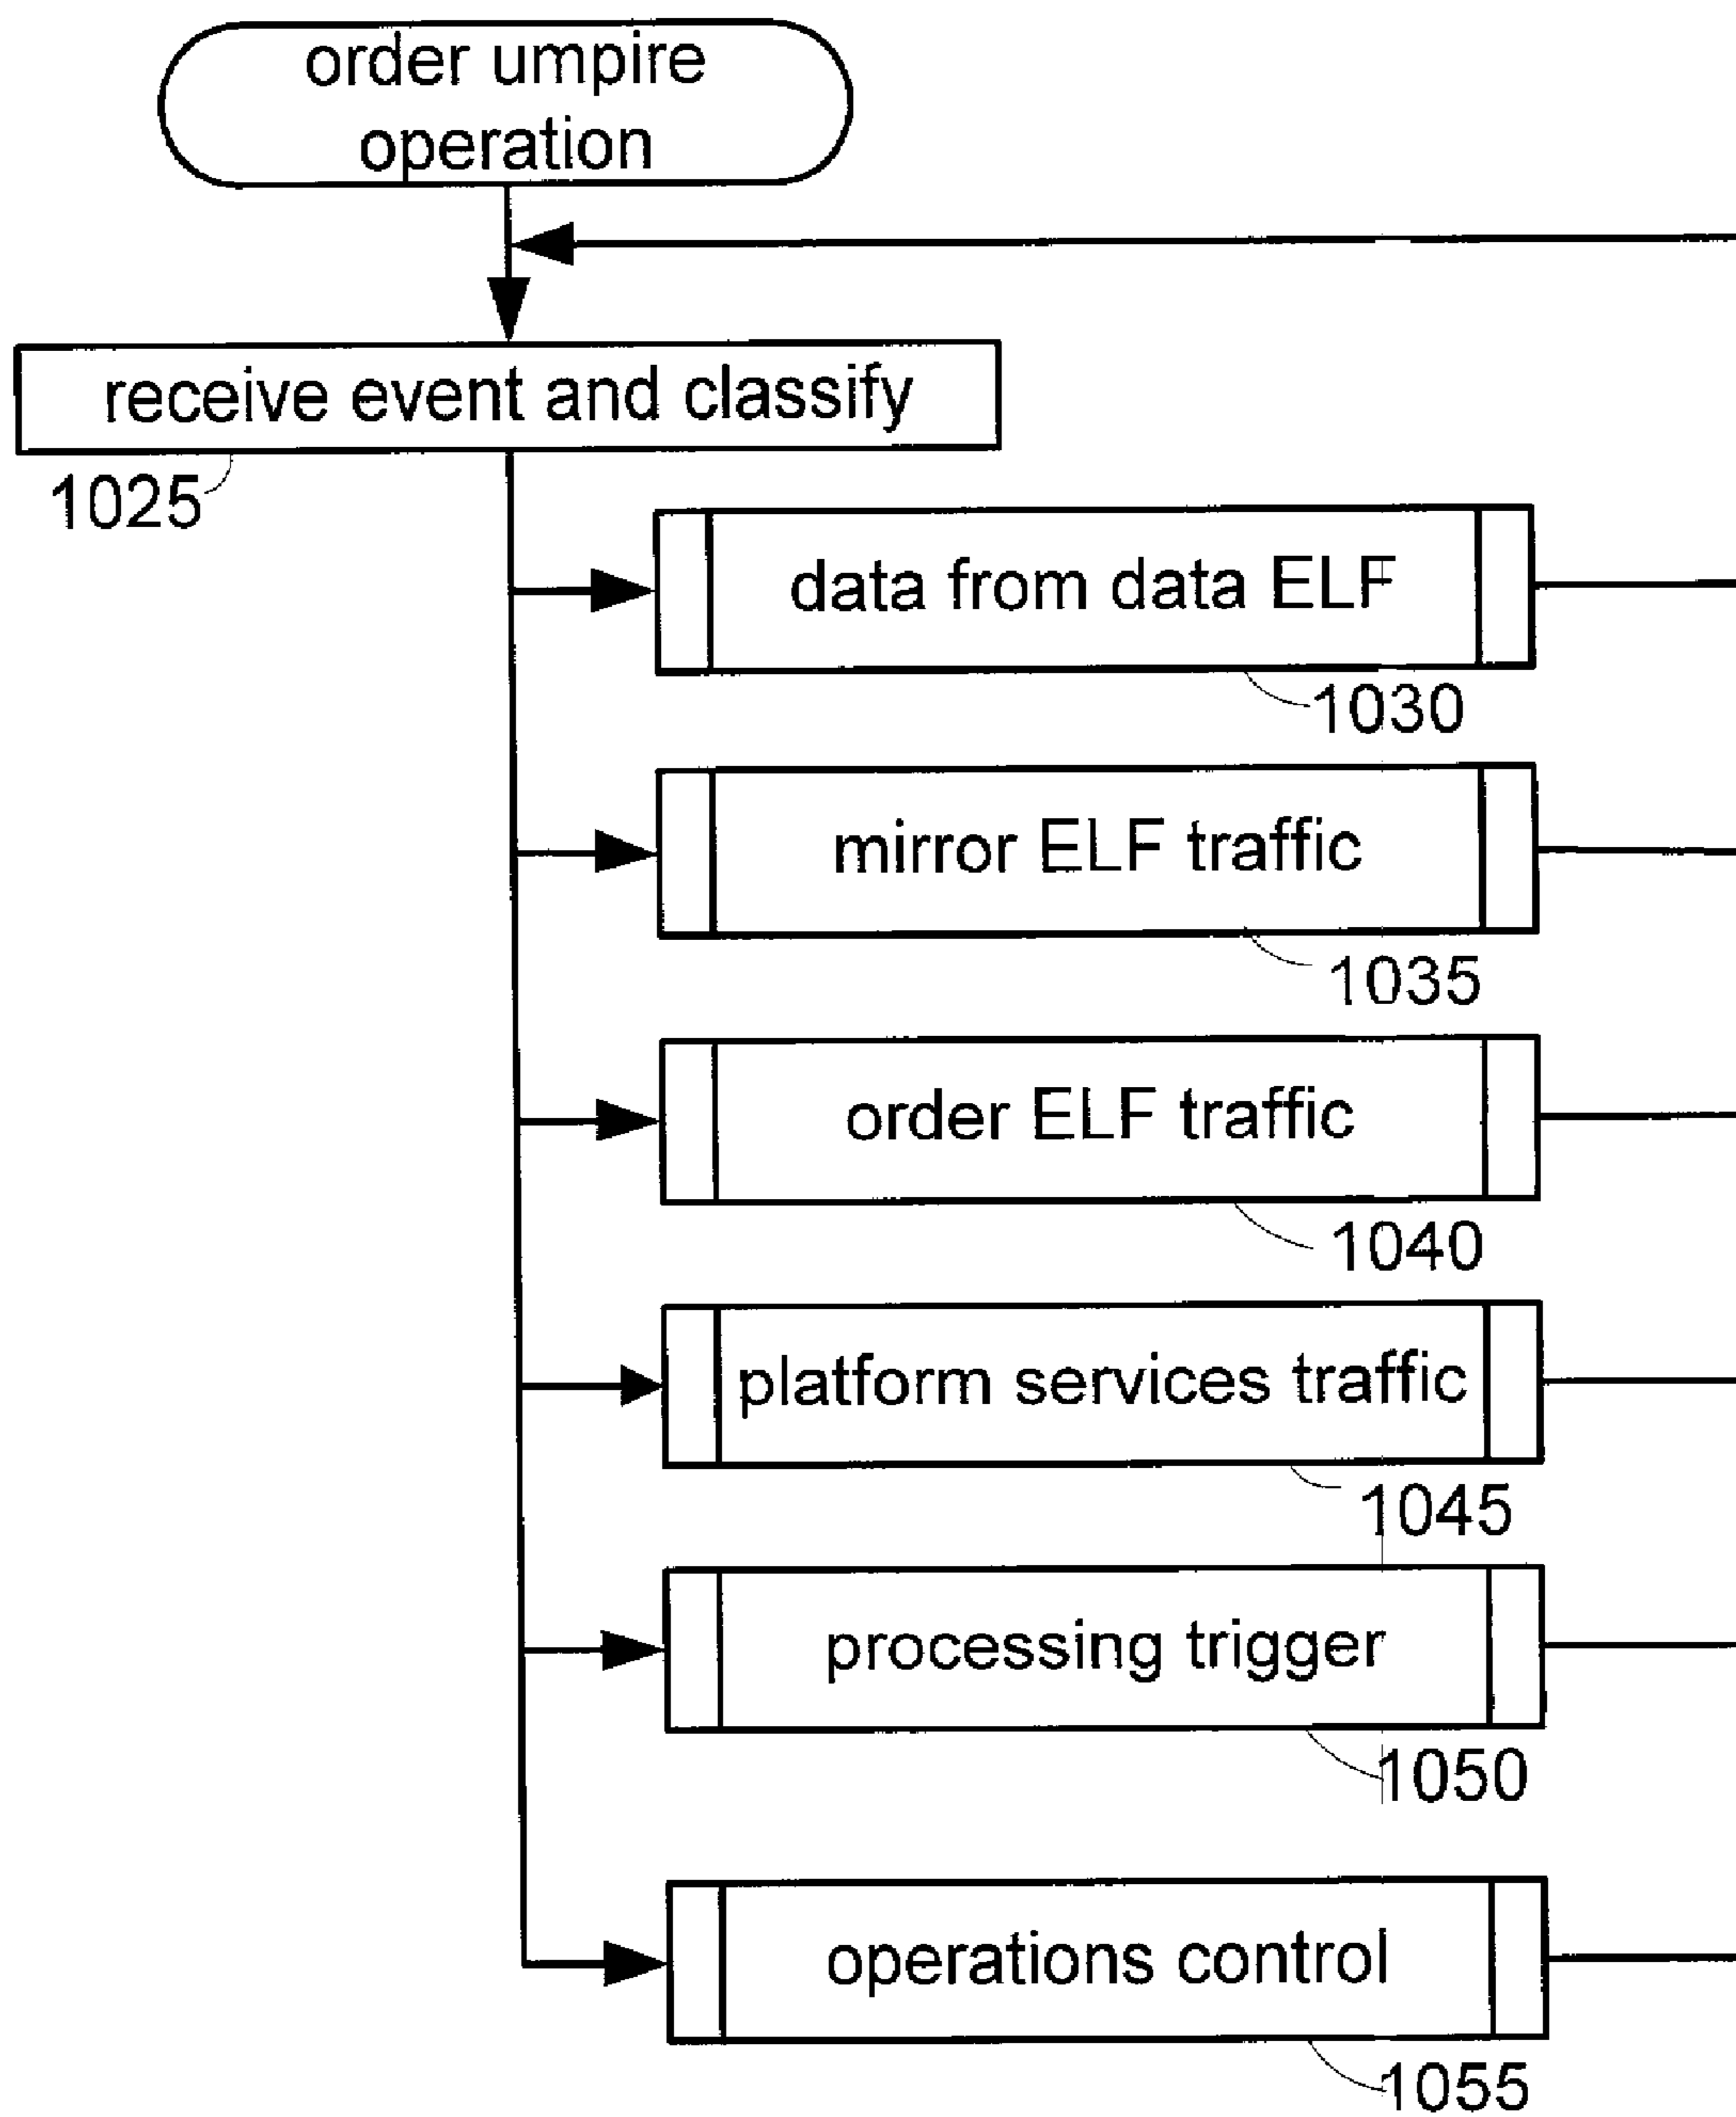 order umpire
operation
receive event and classify
1025
data from data ELF
1030
mirror ELF traffic
1035
order ELF traffic
1040
platform services traffic
1045
processing trigger
1050
operations control
1055